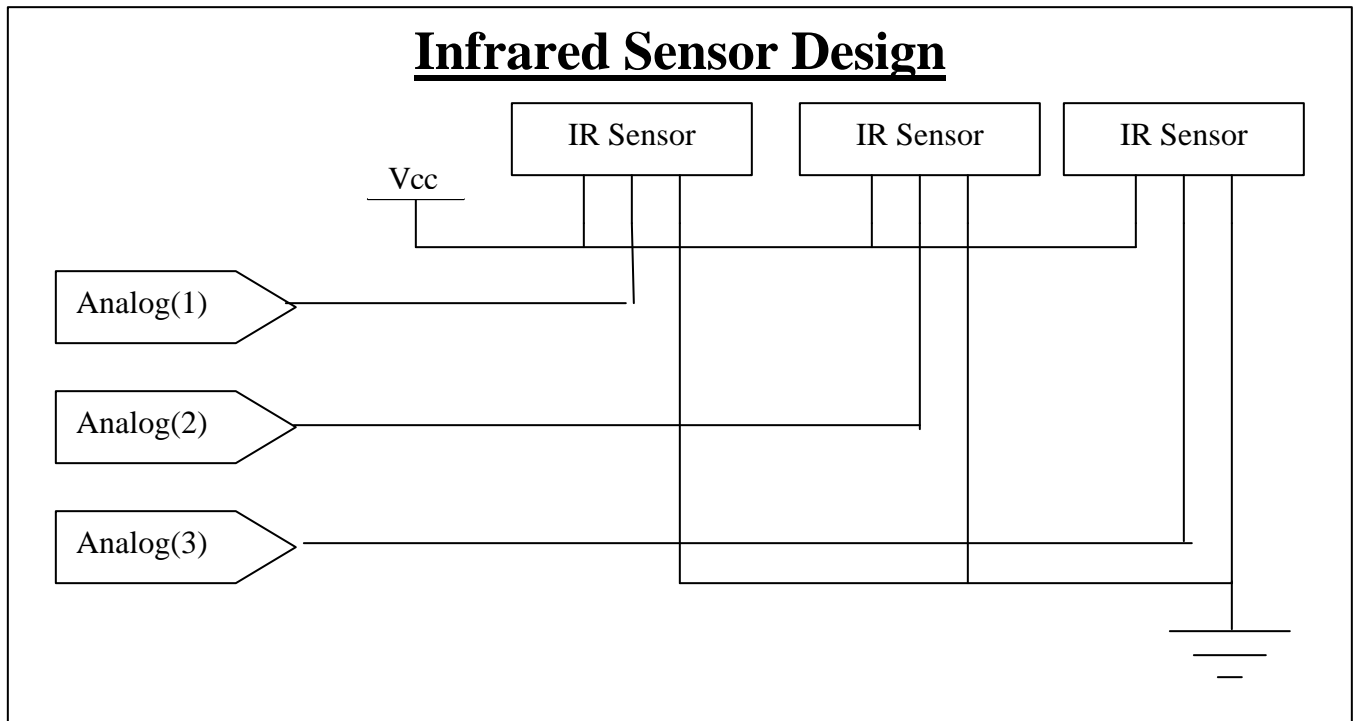 Infrared Sensor Design
IR Sensor
IR Sensor
IR Sensor
Vcc
Analog(1)
Analog(2)
Analog(3)